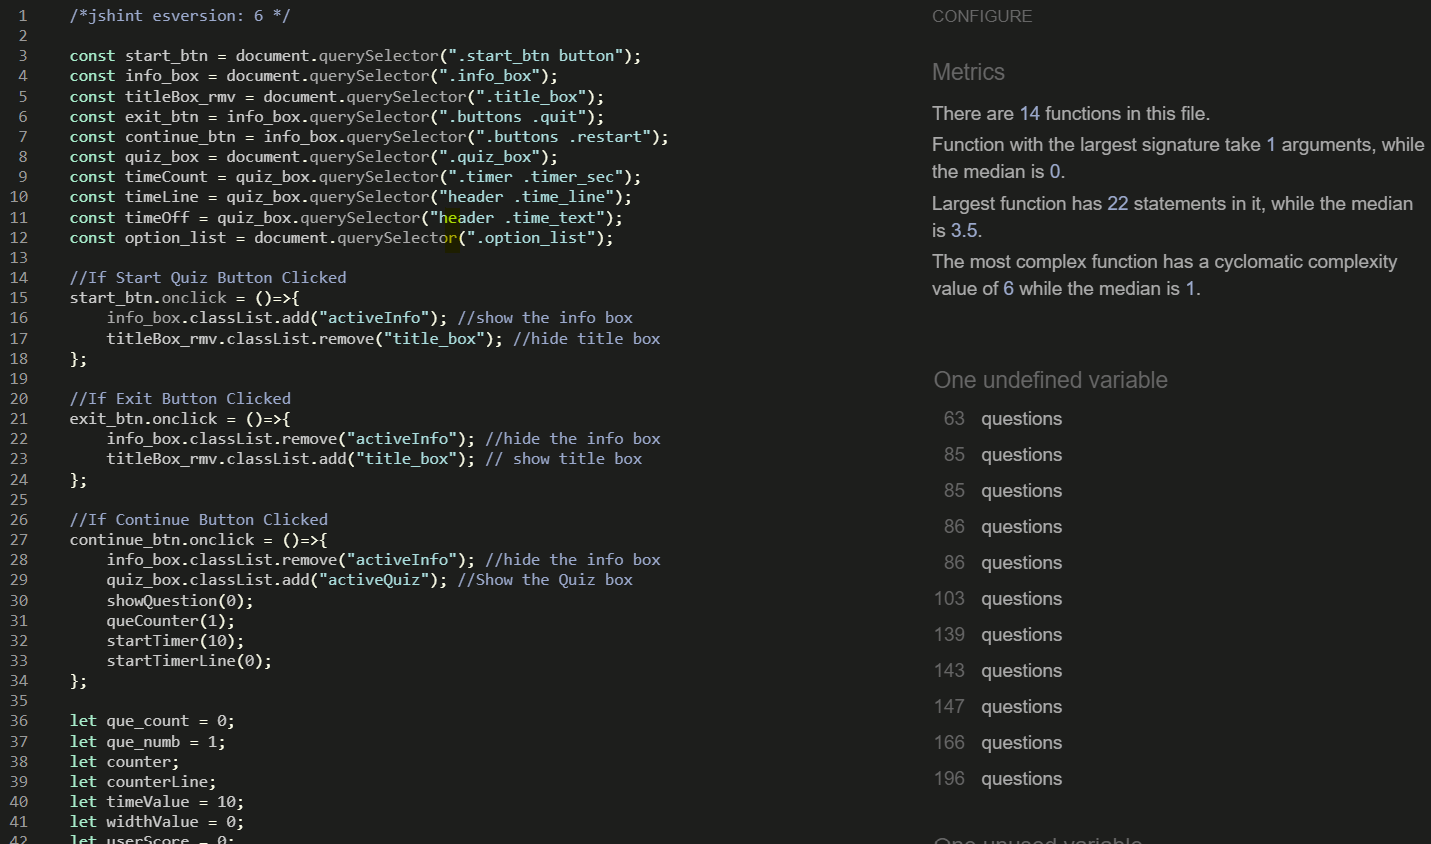 1 /*jshint esversion: 6 */
2
3 const start_btn = document.querySelector(".start_btn button");
4 const info_box = document.querySelector(".info_box");
5 const titleBox_rmv = document.querySelector(".title_box");
6 const exit_btn = info_box.querySelector(".buttons .quit");
7 const continue_btn = info_box.querySelector(".buttons .restart");
8 const quiz_box = document.querySelector(".quiz_box");
9 const timeCount = quiz_box.querySelector(".timer .timer_sec");
10 const timeLine = quiz_box.querySelector("header .time_line");
11 const timeOff = quiz_box.querySelector("header .time_text");
12 const option_list = document.querySelector(".option_list");
13
14 //If Start Quiz Button Clicked
15 start_btn.onclick = ()=>{
16 info_box.classList.add("activeInfo"); //show the info box
17 titleBox_rmv.classList.remove("title_box"); //hide title box
18 };
19
20 //If Exit Button Clicked
21 exit_btn.onclick = ()=>{
22 info_box.classList.remove("activeInfo"); //hide the info box
23 titleBox_rmv.classList.add("title_box"); // show title box
24 };
25
26 //If Continue Button Clicked
27 continue_btn.onclick = ()=>{
28 info_box.classList.remove("activeInfo"); //hide the info box
29 quiz_box.classList.add("activeQuiz"); //Show the Quiz box
30 showQuestion(0);
31 queCounter(1);
32 startTimer(10);
33 startTimerLine(0);
34 };
35
36 let que_count = 0;
37 let que_numb = 1;
38 let counter;
39 let counterLine;
40 let timeValue = 10;
41 let widthValue = 0;
42 let userScore = 0;
CONFIGURE
Metrics
There are 14 functions in this file.
Function with the largest signature take 1 arguments, while
the median is 0.
Largest function has 22 statements in it, while the median
is 3.5.
The most complex function has a cyclomatic complexity
value of 6 while the median is 1.
One undefined variable
63 questions
85 questions
85 questions
86 questions
86 questions
103 questions
139 questions
143 questions
147 questions
166 questions
196 questions
One unused variable